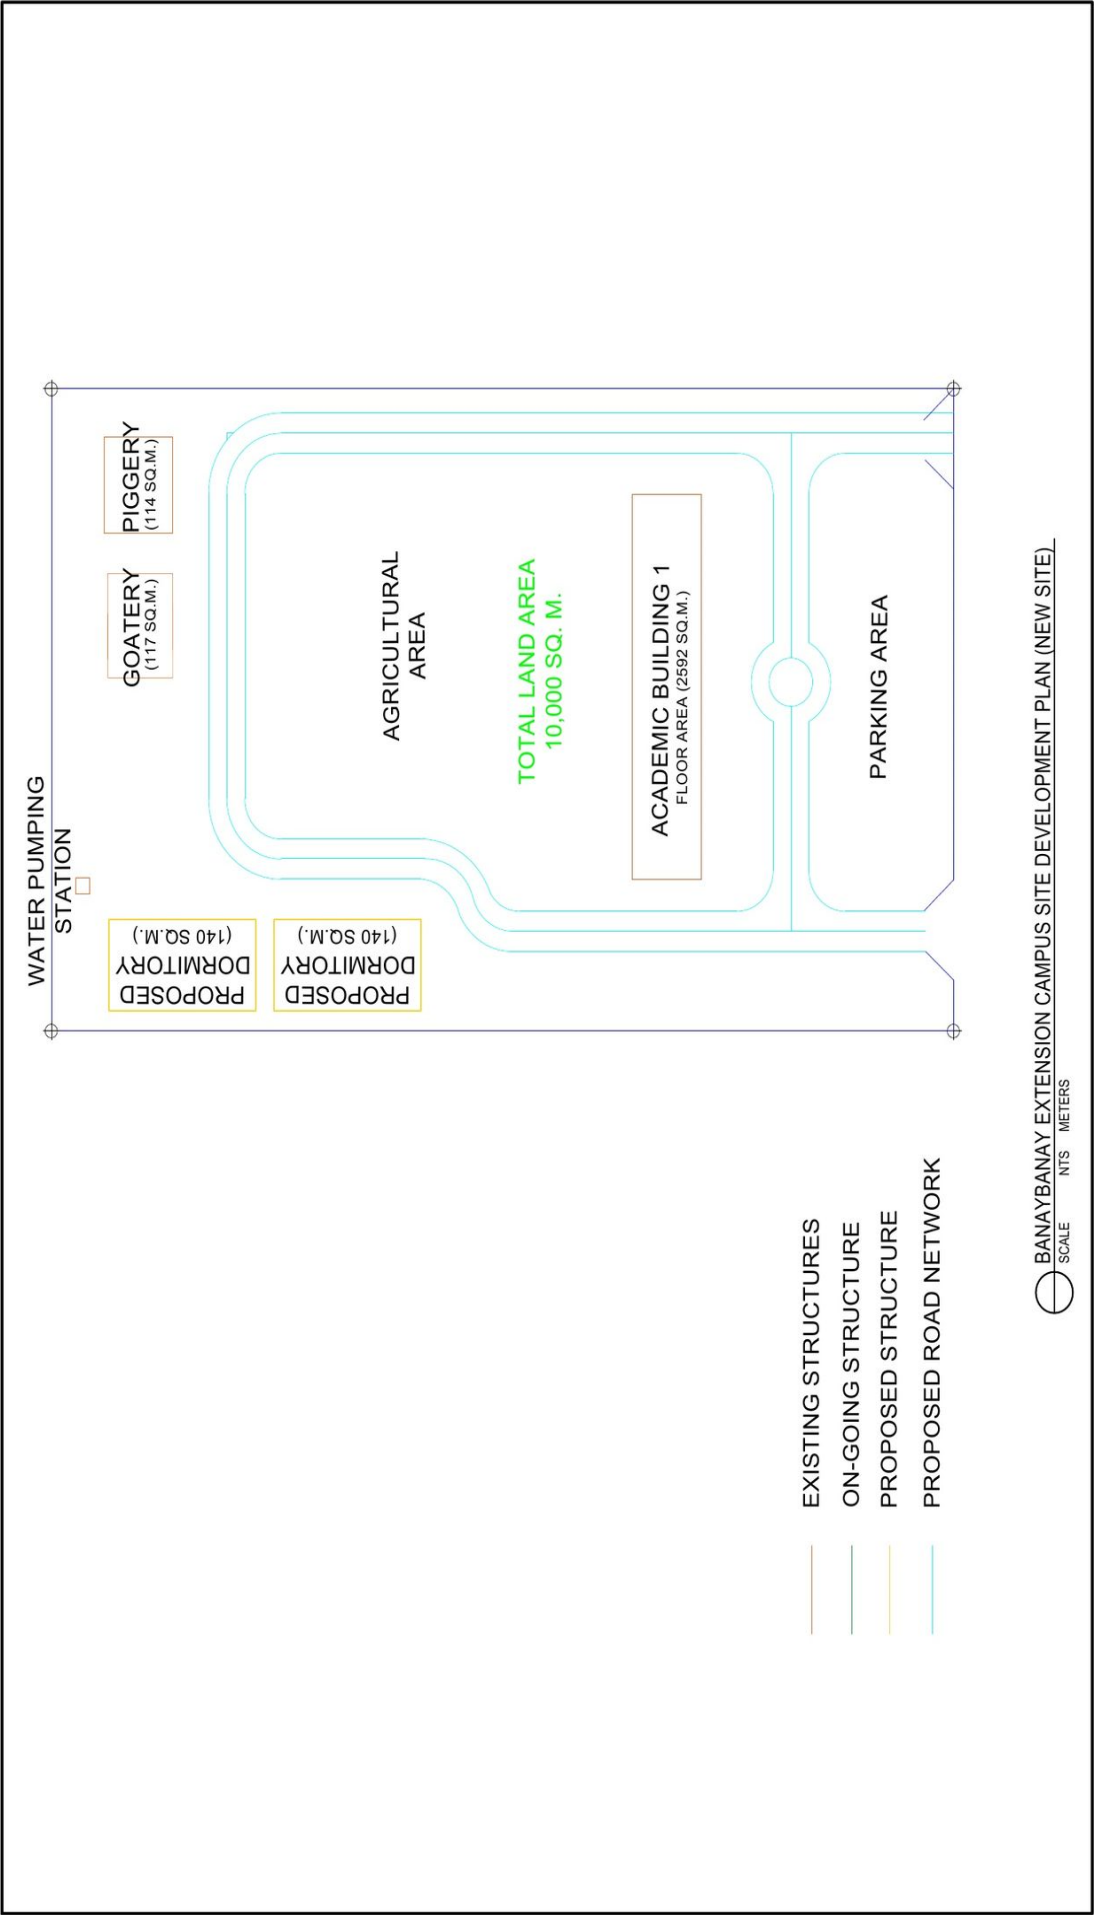 WATER PUMPING
STATION
PROPOSED
DORMITORY
(140 SQ.M.)
PROPOSED
DORMITORY
(140 SQ.M.)
GOATERY
(117 SQ.M.)
PIGGERY
(114 SQ.M.)
AGRICULTURAL
AREA
TOTAL LAND AREA
10,000 SQ. M.
ACADEMIC BUILDING 1
FLOOR AREA (2592 SQ.M.)
PARKING AREA
EXISTING STRUCTURES
ON-GOING STRUCTURE
PROPOSED STRUCTURE
PROPOSED ROAD NETWORK
BANAYBANAY EXTENSION CAMPUS SITE DEVELOPMENT PLAN (NEW SITE)
SCALE NTS METERS